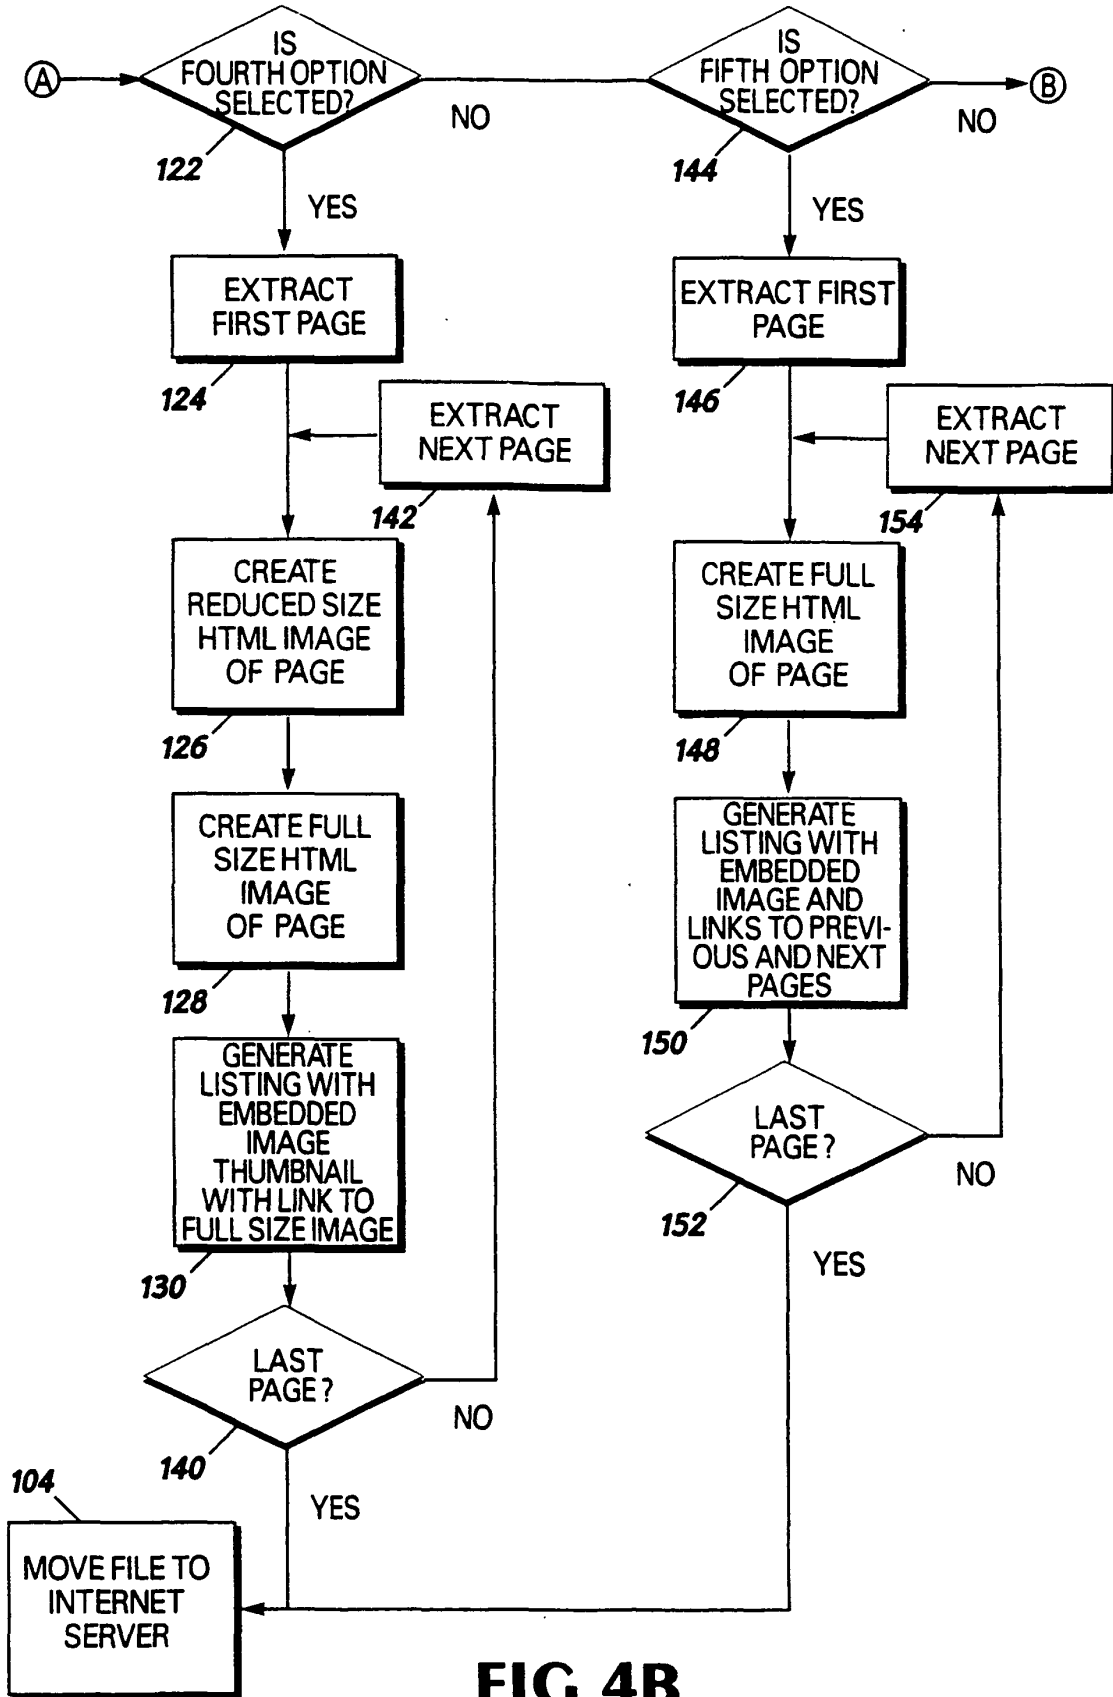 A
IS
FOURTH OPTION
SELECTED?
122
NO
YES
IS
FIFTH OPTION
SELECTED?
144
NO
B
YES
EXTRACT
FIRST PAGE
124
EXTRACT
NEXT PAGE
142
CREATE
REDUCED SIZE
HTML IMAGE
OF PAGE
126
CREATE FULL
SIZE HTML
IMAGE
OF PAGE
128
GENERATE
LISTING WITH
EMBEDDED
IMAGE
THUMBNAIL
WITH LINK TO
FULL SIZE IMAGE
130
LAST
PAGE?
140
NO
YES
EXTRACT FIRST
PAGE
146
EXTRACT
NEXT PAGE
154
CREATE FULL
SIZE HTML
IMAGE
OF PAGE
148
GENERATE
LISTING WITH
EMBEDDED
IMAGE AND
LINKS TO PREVI-
OUS AND NEXT
PAGES
150
LAST
PAGE?
152
NO
YES
104
MOVE FILE TO
INTERNET
SERVER
FIG. 4B